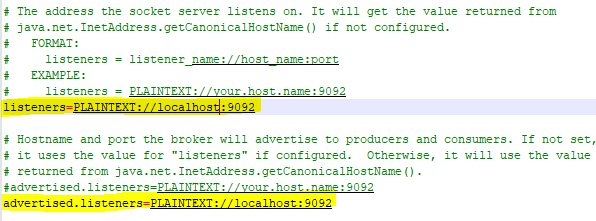 # The address the socket server listens on. It will get the value returned from
# java.net.InetAddress.getCanonicalHostName() if not configured.
#   FORMAT:
#     listeners = listener_name://host_name:port
#   EXAMPLE:
#     listeners = PLAINTEXT://your.host.name:9092
listeners=PLAINTEXT://localhost:9092
# Hostname and port the broker will advertise to producers and consumers. If not set,
# it uses the value for "listeners" if configured.  Otherwise, it will use the value
# returned from java.net.InetAddress.getCanonicalHostName().
#advertised.listeners=PLAINTEXT://your.host.name:9092
advertised.listeners=PLAINTEXT://localhost:9092